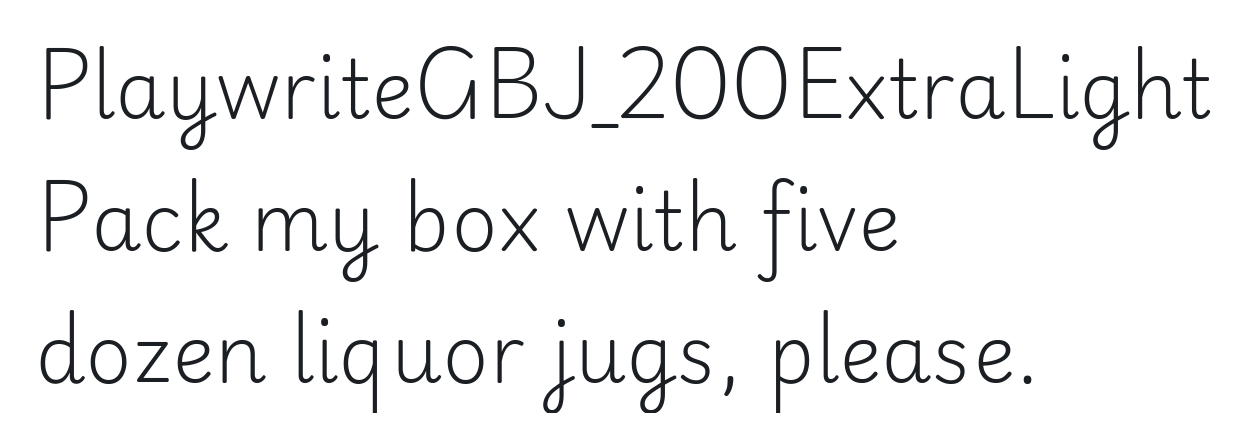 PlaywriteGBJ_200ExtraLight
Pack my box with five
dozen liquor jugs, please.